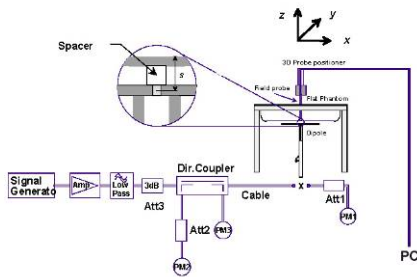 z
y
x
Spacer
s
3D Probe positioner
Field probe
Flat Phantom
Dipole
Dir.Coupler
Signal
Generato
Amp
Low
Pass
3dB
Cable
x
Att1
Att3
Att2
PM3
PM1
PM2
PC